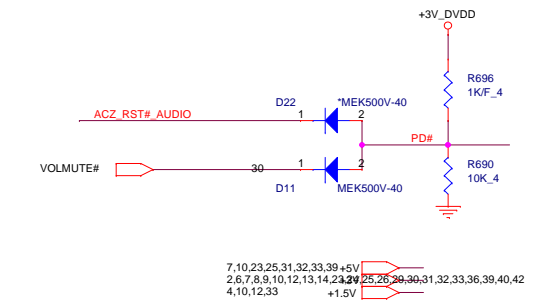 +3V_DVDD
R696
1K/F_4
D22
*MEK500V-40
ACZ_RST#_AUDIO
1
2
PD#
R690
10K_4
VOLMUTE#
30
1
2
D11
MEK500V-40
7,10,23,25,31,32,33,39
+5V
2,6,7,8,9,10,12,13,14,23,24,25,26,29,30,31,32,33,36,39,40,42
4,10,12,33
+1.5V